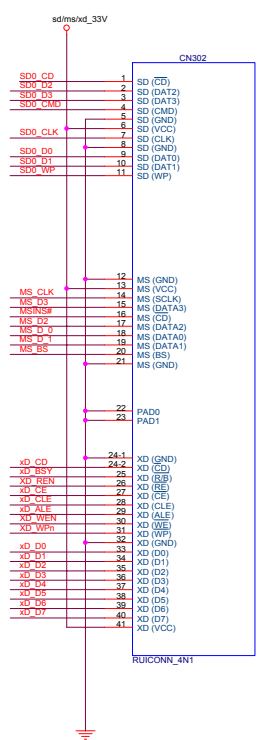 sd/ms/xd_33V
CN302
SD0_CD 1 SD (CD)
SD0_D2 2 SD (DAT2)
SD0_D3 3 SD (DAT3)
SD0_CMD 4 SD (CMD)
5 SD (GND)
6 SD (VCC)
SD0_CLK 7 SD (CLK)
8 SD (GND)
SD0_D0 9 SD (DAT0)
SD0_D1 10 SD (DAT1)
SD0_WP 11 SD (WP)
12 MS (GND)
13 MS (VCC)
MS_CLK 14 MS (SCLK)
MS_D3 15 MS (DATA3)
MSINS# 16 MS (CD)
MS_D2 17 MS (DATA2)
MS_D_0 18 MS (DATA0)
MS_D_1 19 MS (DATA1)
MS_BS 20 MS (BS)
21 MS (GND)
22 PAD0
23 PAD1
24-1 XD (GND)
xD_CD 24-2 XD (CD)
xD_BSY 25 XD (R/B)
XD_REN 26 XD (RE)
xD_CE 27 XD (CE)
xD_CLE 28 XD (CLE)
xD_ALE 29 XD (ALE)
XD_WEN 30 XD (WE)
XD_WPn 31 XD (WP)
32 XD (GND)
xD_D0 33 XD (D0)
xD_D1 34 XD (D1)
xD_D2 35 XD (D2)
xD_D3 36 XD (D3)
xD_D4 37 XD (D4)
xD_D5 38 XD (D5)
xD_D6 39 XD (D6)
xD_D7 40 XD (D7)
41 XD (VCC)
RUICONN_4N1